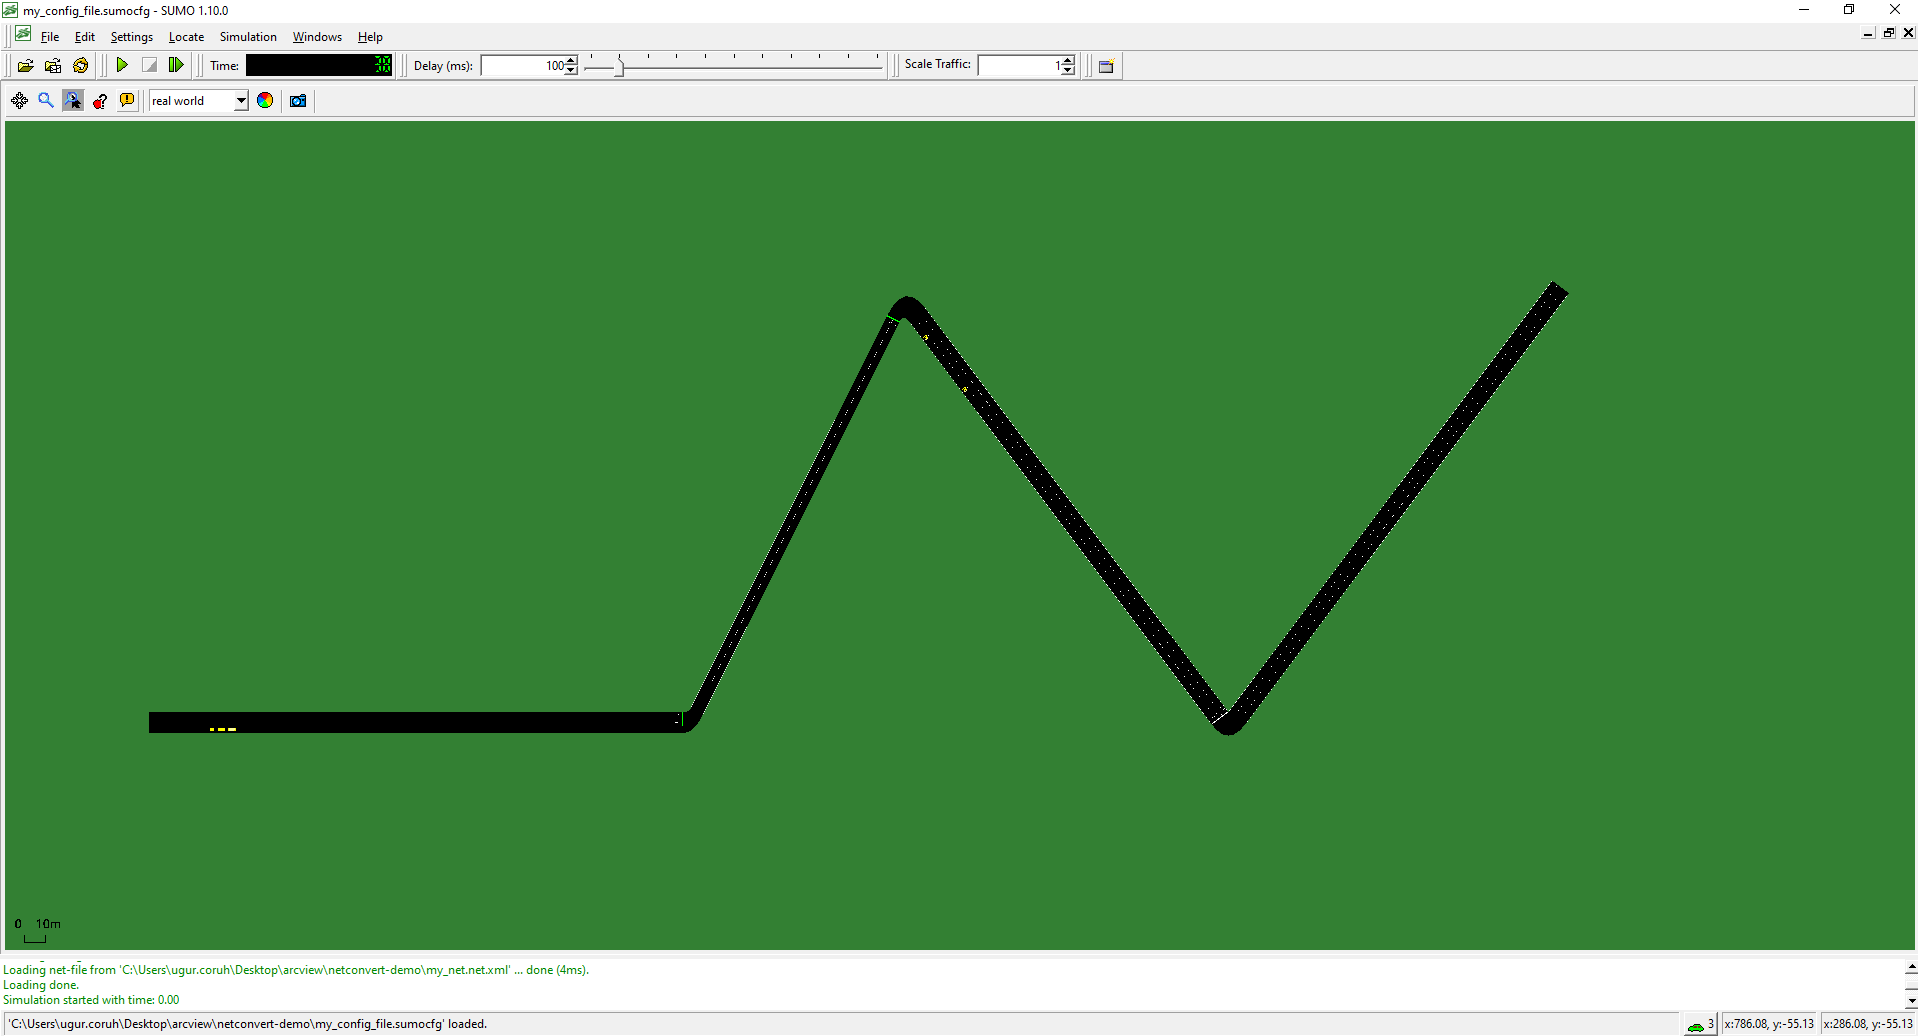 my_config_file.sumocfg - SUMO 1.10.0
File Edit Settings Locate Simulation Windows Help
Time: Delay (ms): 100 Scale Traffic: 1
real world
0 10m
Loading net-file from 'C:\Users\ugur.coruh\Desktop\arcview\netconvert-demo\my_net.net.xml' ... done (4ms).
Loading done.
Simulation started with time: 0.00
'C:\Users\ugur.coruh\Desktop\arcview\netconvert-demo\my_config_file.sumocfg' loaded. 3 x:786.08, y:-55.13 x:286.08, y:-55.13